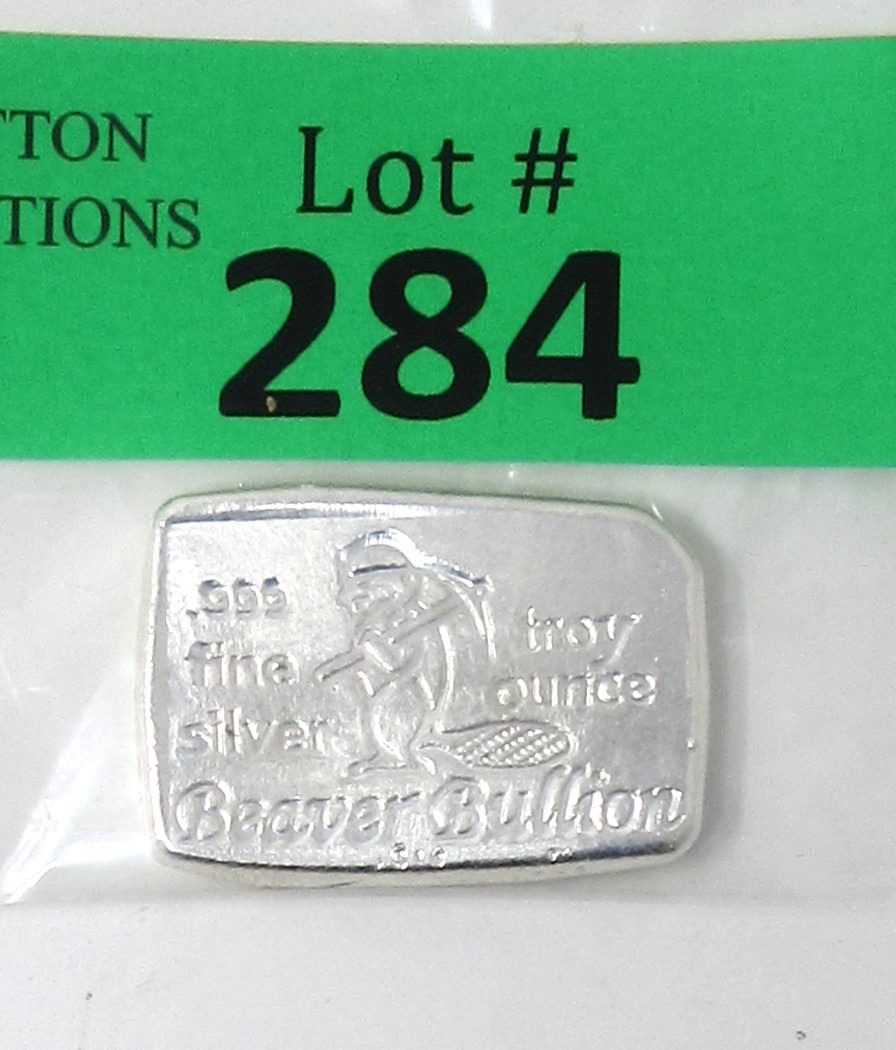 TTON
TIONS
Lot #
284
.999
fine
silver
troy
ounce
Beaver Bullion